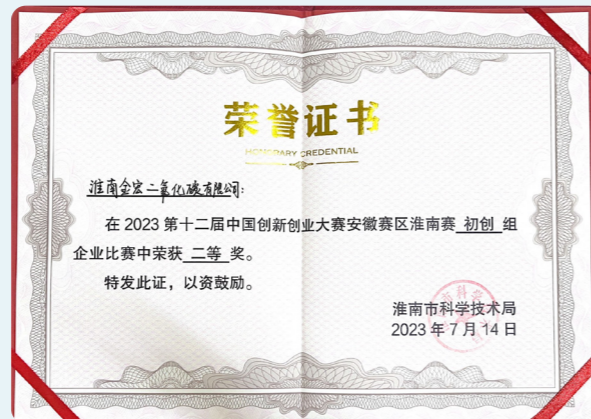 荣誉证书
HONORARY CREDENTIAL
淮南金宏二氧化碳有限公司：
在 2023 第十二届中国创新创业大赛安徽赛区淮南赛 初创 组
企业比赛中荣获 二等 奖。
特发此证，以资鼓励。
淮南市科学技术局
2023 年 7 月 14 日